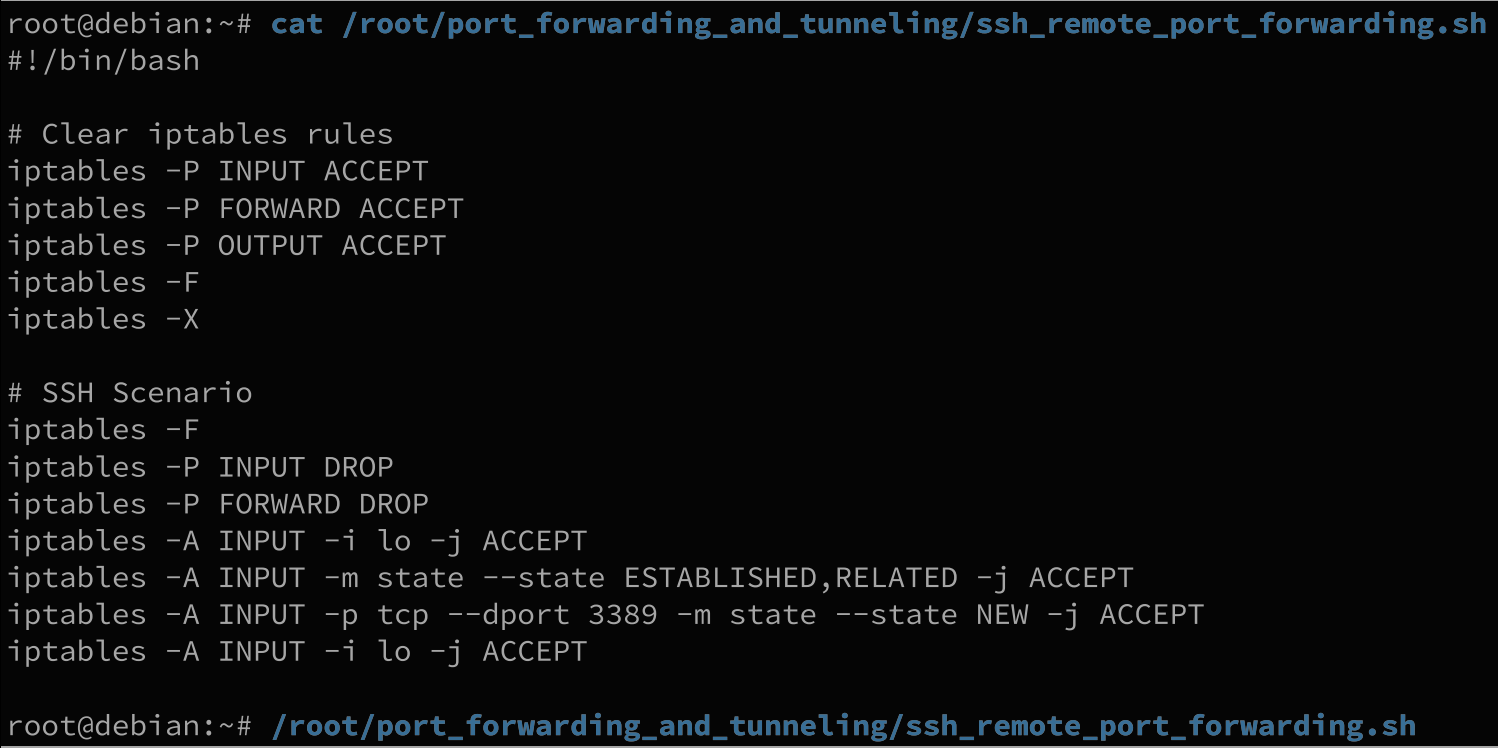 root@debian:~# cat /root/port_forwarding_and_tunneling/ssh_remote_port_forwarding.sh
#!/bin/bash
# Clear iptables rules
iptables -P INPUT ACCEPT
iptables -P FORWARD ACCEPT
iptables -P OUTPUT ACCEPT
iptables -F
iptables -X
# SSH Scenario
iptables -F
iptables -P INPUT DROP
iptables -P FORWARD DROP
iptables -A INPUT -i lo -j ACCEPT
iptables -A INPUT -m state --state ESTABLISHED,RELATED -j ACCEPT
iptables -A INPUT -p tcp --dport 3389 -m state --state NEW -j ACCEPT
iptables -A INPUT -i lo -j ACCEPT
root@debian:~# /root/port_forwarding_and_tunneling/ssh_remote_port_forwarding.sh